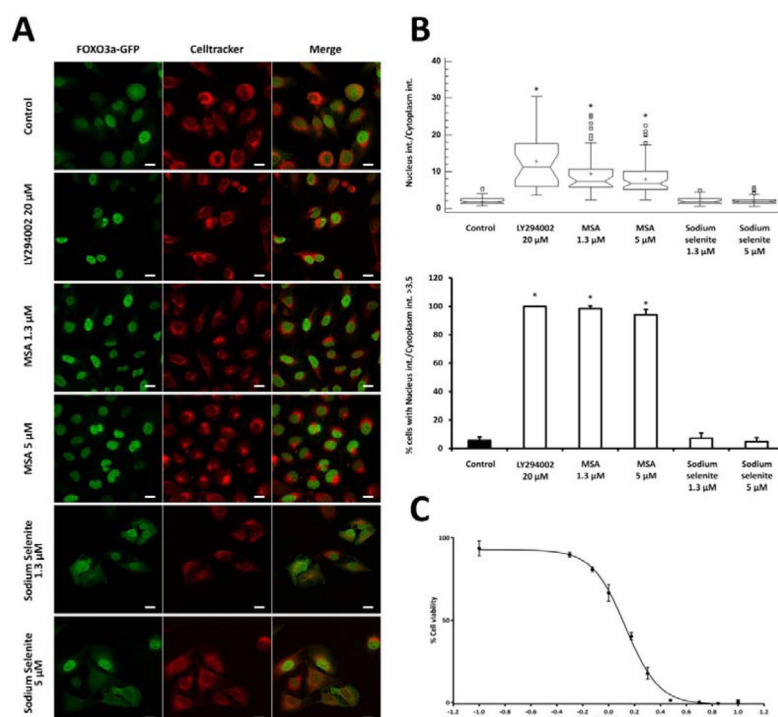 A
FOXO3a-GFP Celltracker Merge
Control
LY294002 20 µM
MSA 1.3 µM
MSA 5 µM
Sodium Selenite
1.3 µM
Sodium Selenite
5 µM
B
Nucleus int./Cytoplasm int.
40
30
20
10
0
* * *
Control LY294002 MSA MSA Sodium Sodium
20 µM 1.3 µM 5 µM selenite selenite
1.3 µM 5 µM
% cells with Nucleus int./Cytoplasm int. >3.5
120
100
80
60
40
20
0
* * *
Control LY294002 MSA MSA Sodium Sodium
20 µM 1.3 µM 5 µM selenite selenite
1.3 µM 5 µM
C
% Cell viability
100
50
0
-1.2 -1.0 -0.8 -0.6 -0.4 -0.2 0.0 0.2 0.4 0.6 0.8 1.0 1.2